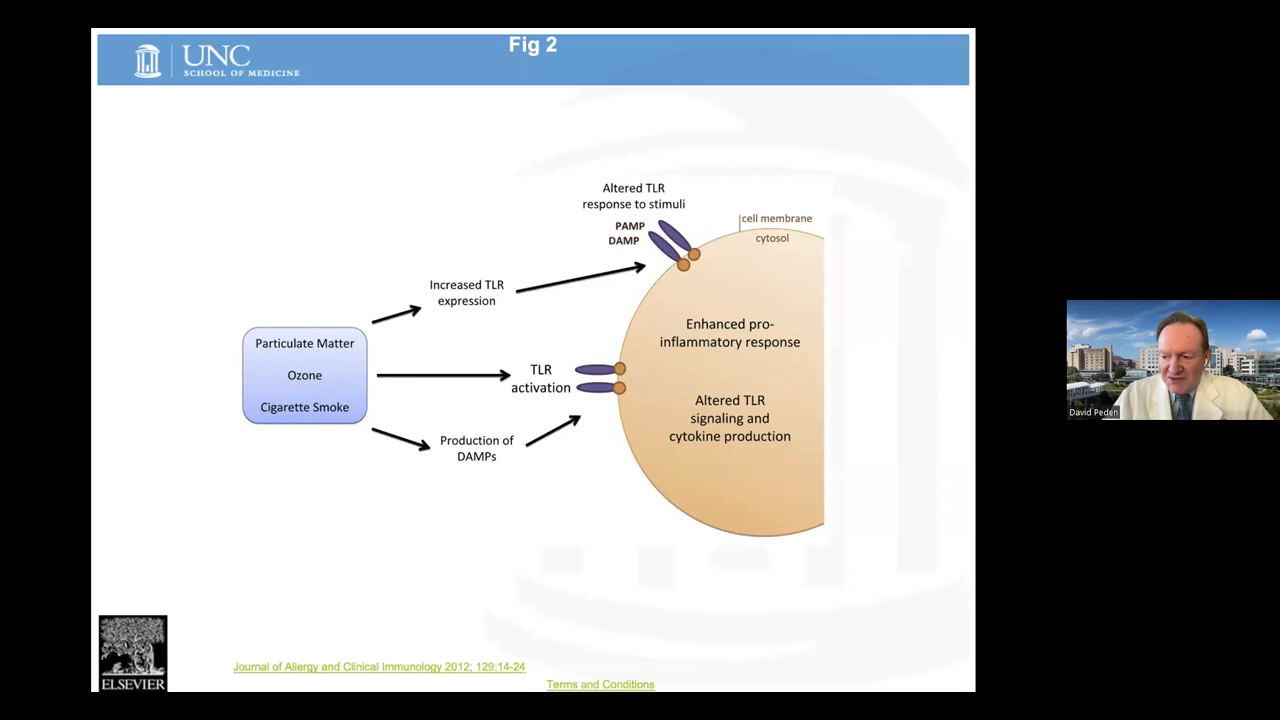 Fig 2
UNC
SCHOOL OF MEDICINE
Altered TLR
response to stimuli
PAMP
DAMP
cell membrane
cytosol
Increased TLR
expression
Enhanced pro-
inflammatory response
Particulate Matter
Ozone
Cigarette Smoke
TLR
activation
Altered TLR
signaling and
cytokine production
Production of
DAMPs
David Peden
ELSEVIER
Journal of Allergy and Clinical Immunology 2012; 129:14-24
Terms and Conditions